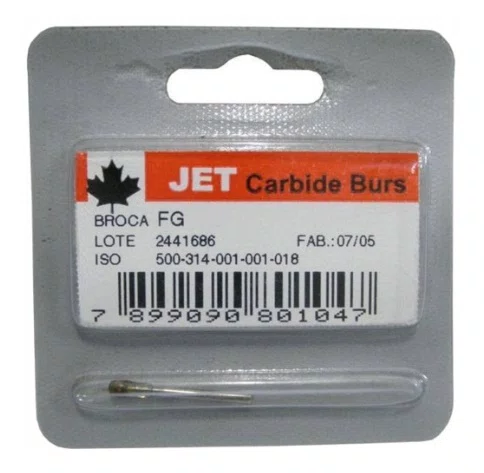 JET Carbide Burs
BROCA FG
LOTE 2441686 FAB.:07/05
ISO 500-314-001-001-018
7 899090 801047